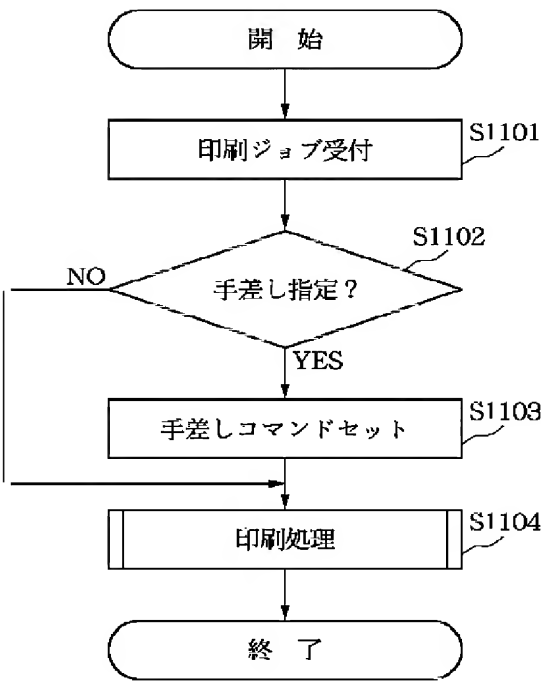 開 始
印刷ジョブ受付
S1101
S1102
NO
手差し指定?
YES
手差しコマンドセット
S1103
印刷処理
S1104
終 了